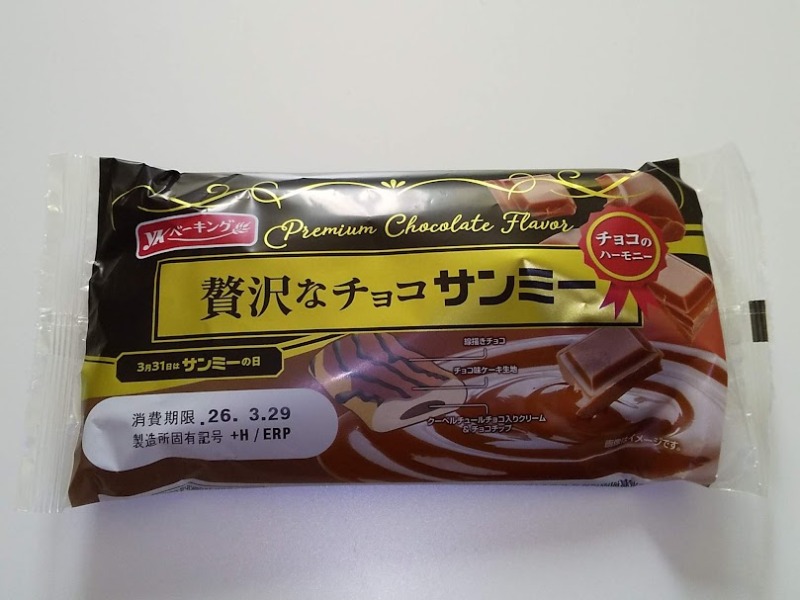 YKベーキング
Premium Chocolate Flavor
チョコの
ハーモニー
贅沢なチョコサンミー
3月31日はサンミーの日
線描きチョコ
チョコ味ケーキ生地
クーベルチュールチョコ入りクリーム
&チョコチップ
消費期限 .26. 3.29
製造所固有記号 +H/ERP
画像はイメージです。